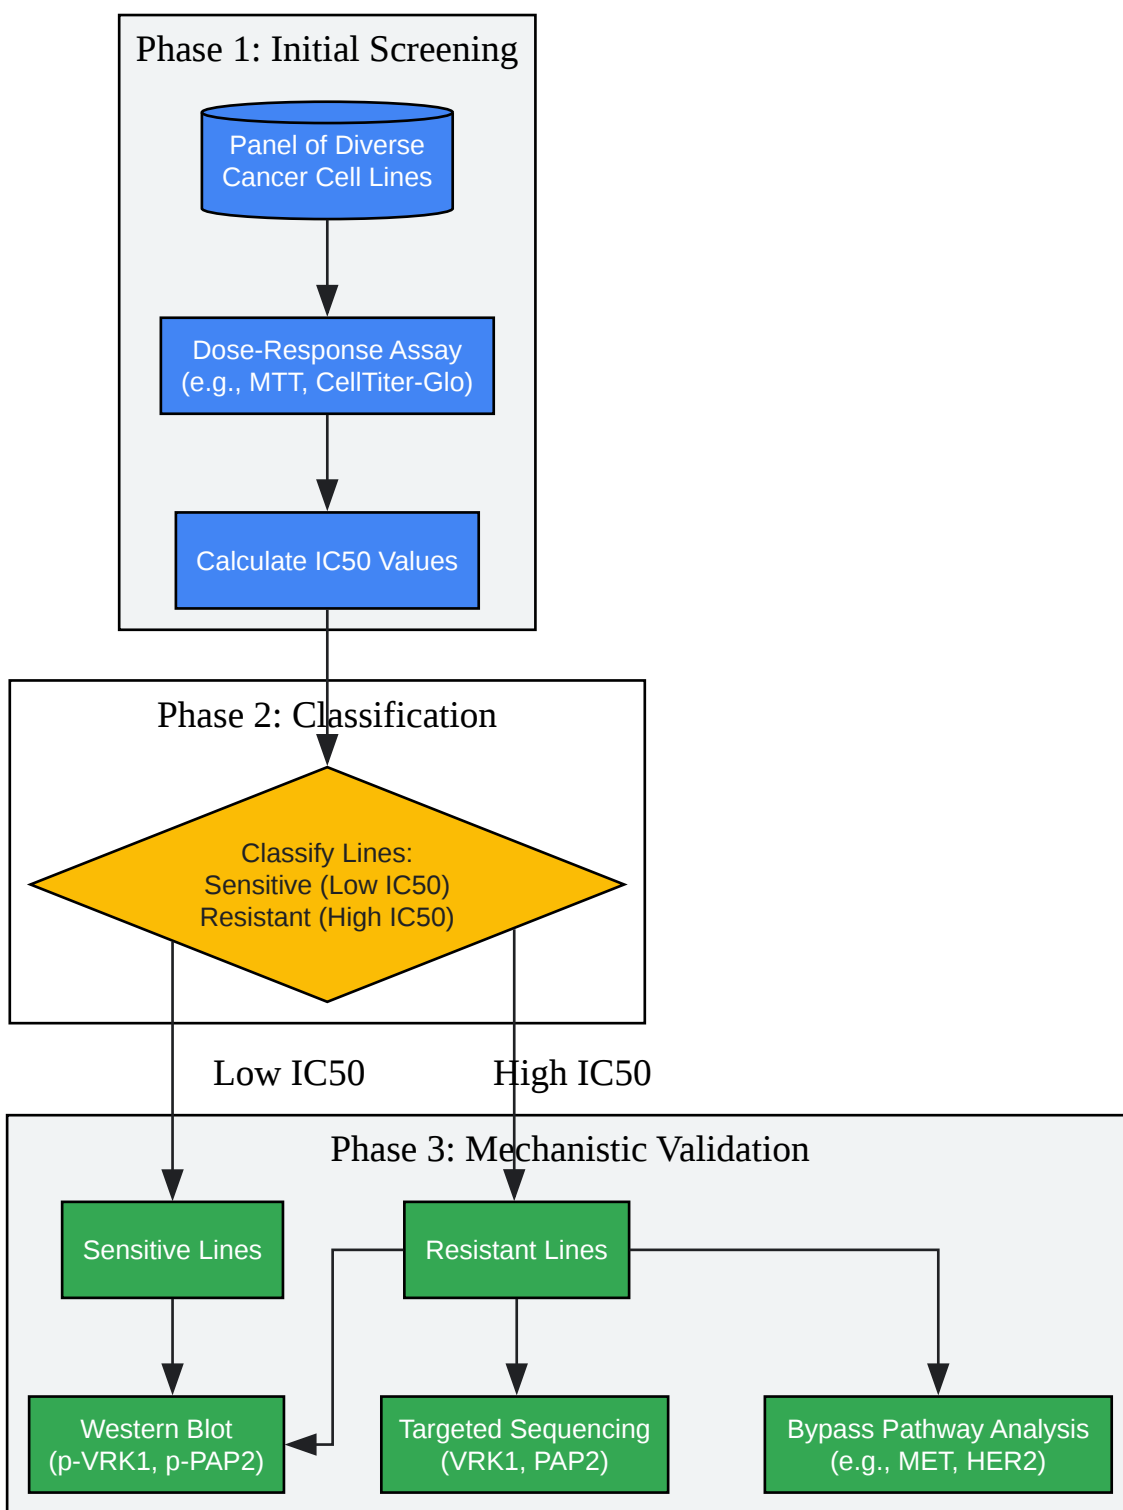 Phase 1: Initial Screening
Panel of Diverse
Cancer Cell Lines
Dose-Response Assay
(e.g., MTT, CellTiter-Glo)
Calculate IC50 Values
Phase 2: Classification
Classify Lines:
Sensitive (Low IC50)
Resistant (High IC50)
Low IC50
High IC50
Phase 3: Mechanistic Validation
Sensitive Lines
Resistant Lines
Western Blot
(p-VRK1, p-PAP2)
Targeted Sequencing
(VRK1, PAP2)
Bypass Pathway Analysis
(e.g., MET, HER2)